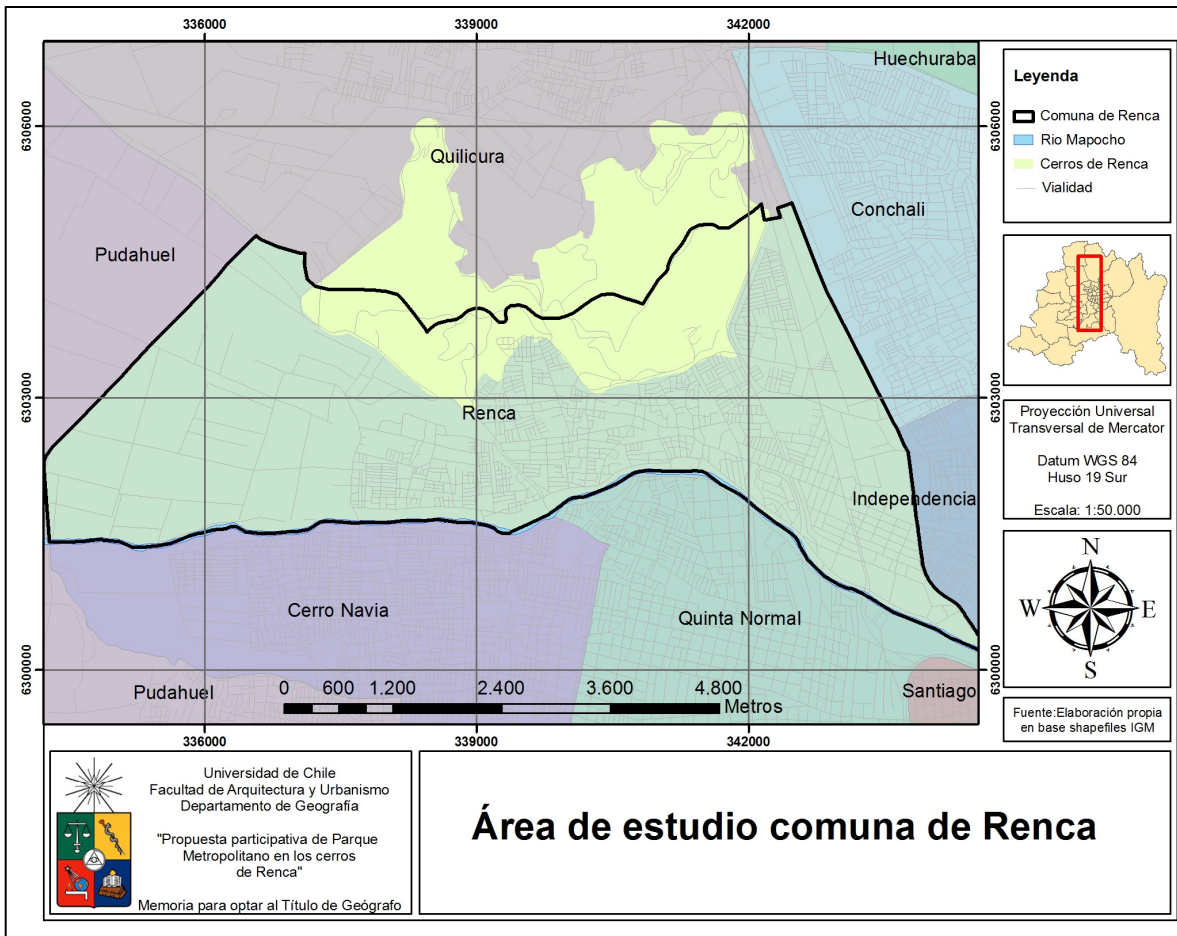 336000
339000
342000
6306000
6303000
6300000
Huechuraba
Quilicura
Conchali
Pudahuel
Renca
Independencia
Cerro Navia
Quinta Normal
Pudahuel
Santiago
0 600 1.200 2.400 3.600 4.800
Metros
6306000
6303000
6300000
336000
339000
342000
Leyenda
Comuna de Renca
Rio Mapocho
Cerros de Renca
Vialidad
Proyección Universal
Transversal de Mercator
Datum WGS 84
Huso 19 Sur
Escala: 1:50.000
N
W
E
S
Fuente:Elaboración propia
en base shapefiles IGM
Universidad de Chile
Facultad de Arquitectura y Urbanismo
Departamento de Geografía
"Propuesta participativa de Parque
Metropolitano en los cerros
de Renca"
Memoria para optar al Título de Geógrafo
Área de estudio comuna de Renca